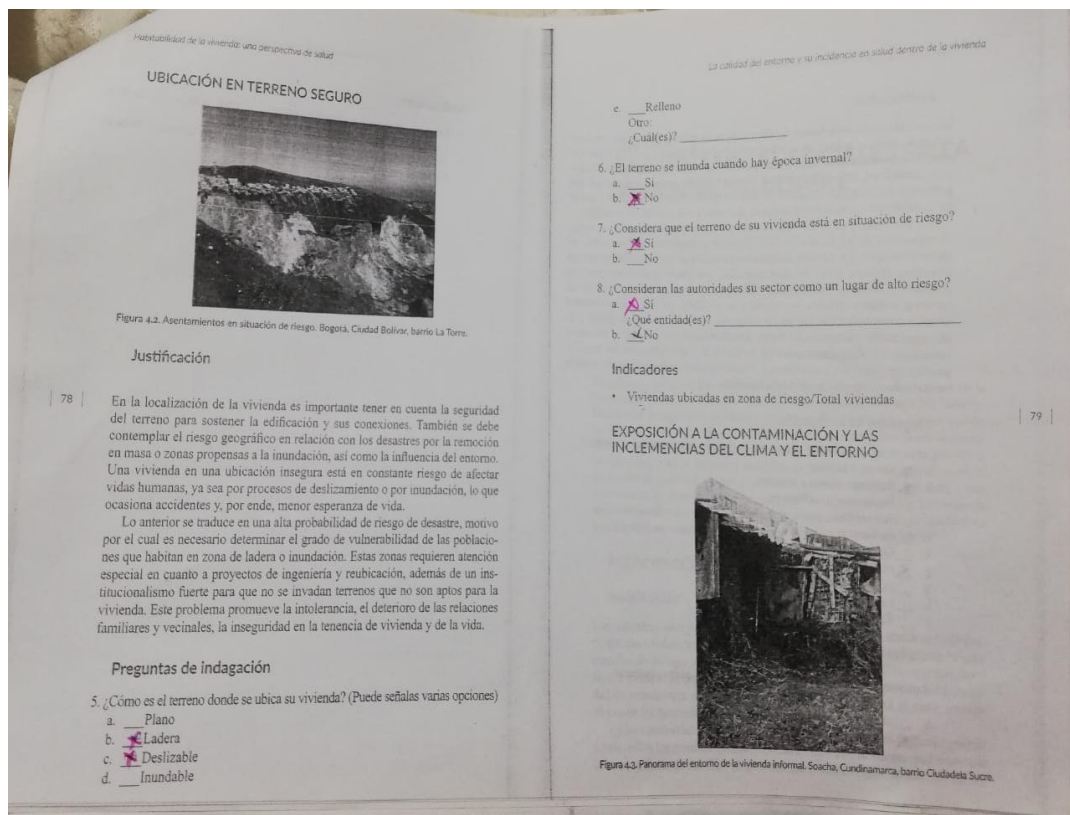 Habitabilidad de la vivienda: una perspectiva de salud
UBICACIÓN EN TERRENO SEGURO
Figura 4.2. Asentamientos en situación de riesgo. Bogotá, Ciudad Bolívar, barrio La Torre.
Justificación
78
En la localización de la vivienda es importante tener en cuenta la seguridad
del terreno para sostener la edificación y sus conexiones. También se debe
contemplar el riesgo geográfico en relación con los desastres por la remoción
en masa o zonas propensas a la inundación, así como la influencia del entorno.
Una vivienda en una ubicación insegura está en constante riesgo de afectar
vidas humanas, ya sea por procesos de deslizamiento o por inundación, lo que
ocasiona accidentes y, por ende, menor esperanza de vida.
Lo anterior se traduce en una alta probabilidad de riesgo de desastre, motivo
por el cual es necesario determinar el grado de vulnerabilidad de las poblacio-
nes que habitan en zona de ladera o inundación. Estas zonas requieren atención
especial en cuanto a proyectos de ingeniería y reubicación, además de un ins-
titucionalismo fuerte para que no se invadan terrenos que no son aptos para la
vivienda. Este problema promueve la intolerancia, el deterioro de las relaciones
familiares y vecinales, la inseguridad en la tenencia de vivienda y de la vida.
Preguntas de indagación
5. ¿Cómo es el terreno donde se ubica su vivienda? (Puede señalas varias opciones)
a. ___Plano
b. _X_Ladera
c. _X_Deslizable
d. ___Inundable
La calidad del entorno y su incidencia en salud dentro de la vivienda
e. ___Relleno
Otro:
¿Cuál(es)? ___
6. ¿El terreno se inunda cuando hay época invernal?
a. ___Sí
b. _X_No
7. ¿Considera que el terreno de su vivienda está en situación de riesgo?
a. _X_Sí
b. ___No
8. ¿Consideran las autoridades su sector como un lugar de alto riesgo?
a. _X_Sí
¿Qué entidad(es)? ___
b. ___No
Indicadores
• Viviendas ubicadas en zona de riesgo/Total viviendas
79
EXPOSICIÓN A LA CONTAMINACIÓN Y LAS
INCLEMENCIAS DEL CLIMA Y EL ENTORNO
Figura 4.3. Panorama del entorno de la vivienda informal. Soacha, Cundinamarca, barrio Ciudadela Sucre.